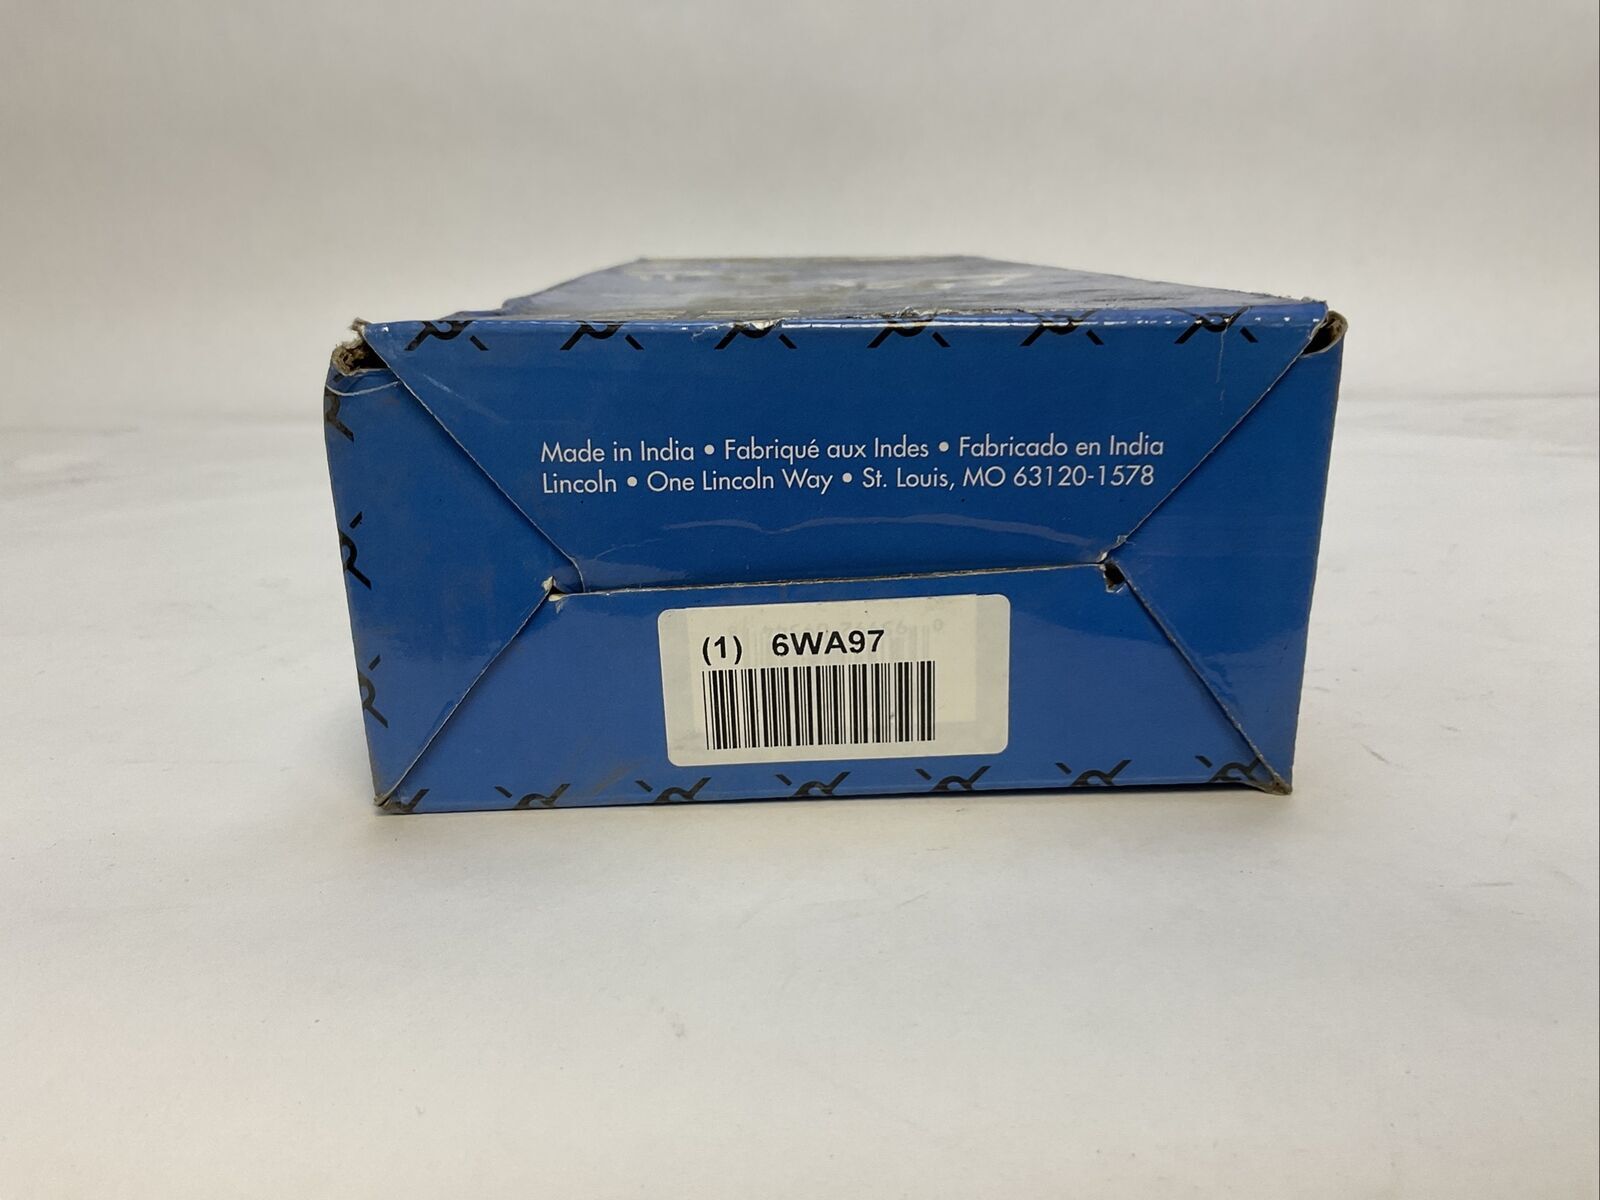 Made in India • Fabriqué aux Indes • Fabricado en India
Lincoln • One Lincoln Way • St. Louis, MO 63120-1578
(1) 6WA97